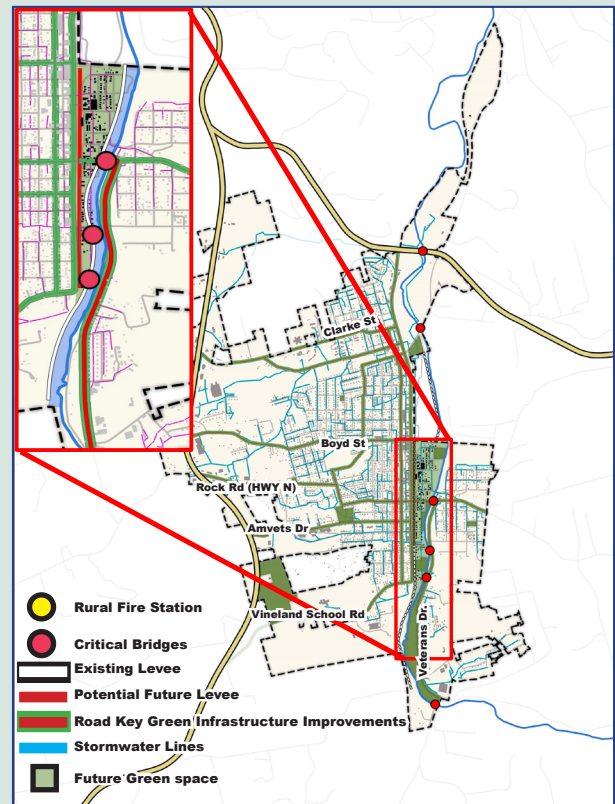 Clarke St
Boyd St
Rock Rd (HWY N)
Amvets Dr
Vineland School Rd
Veterans Dr.
Rural Fire Station
Critical Bridges
Existing Levee
Potential Future Levee
Road Key Green Infrastructure Improvements
Stormwater Lines
Future Green space